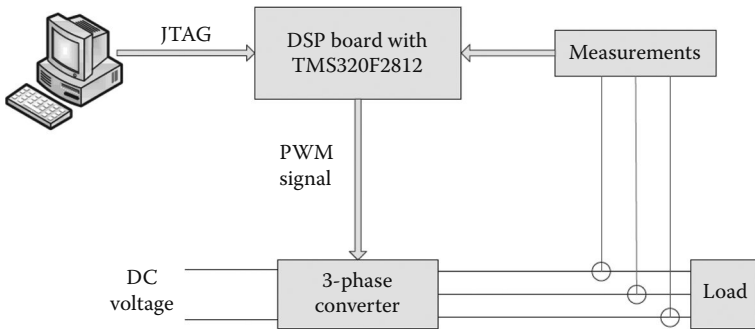 JTAG
DSP board with
TMS320F2812
Measurements
PWM
signal
DC
voltage
3-phase
converter
Load